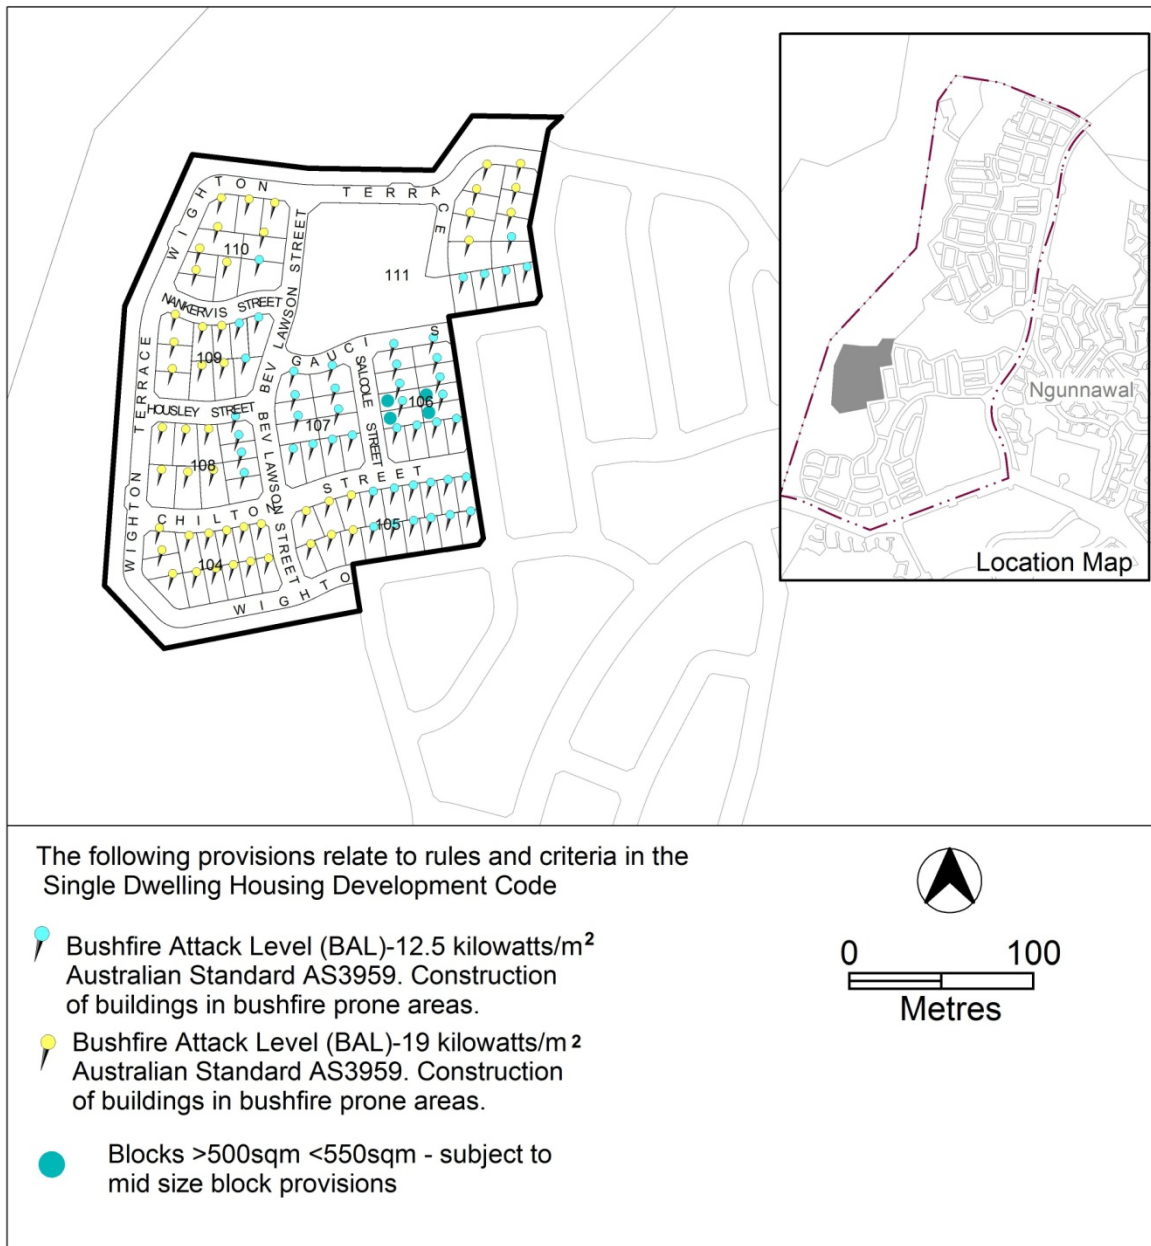 WIGHTON TERRACE
110
BEV LAWSON STREET
111
NANKERVIS STREET
109
GAUCI S
SALOOLE STREET
106
HOUSLEY STREET
BEV LAWSON STREET
107
WIGHTON TERRACE
108
STREET
CHILTON
105
104
WIGHTO
Ngunnawal
Location Map
The following provisions relate to rules and criteria in the
Single Dwelling Housing Development Code
Bushfire Attack Level (BAL)-12.5 kilowatts/m²
Australian Standard AS3959. Construction
of buildings in bushfire prone areas.
Bushfire Attack Level (BAL)-19 kilowatts/m²
Australian Standard AS3959. Construction
of buildings in bushfire prone areas.
Blocks >500sqm <550sqm - subject to
mid size block provisions
0 100
Metres